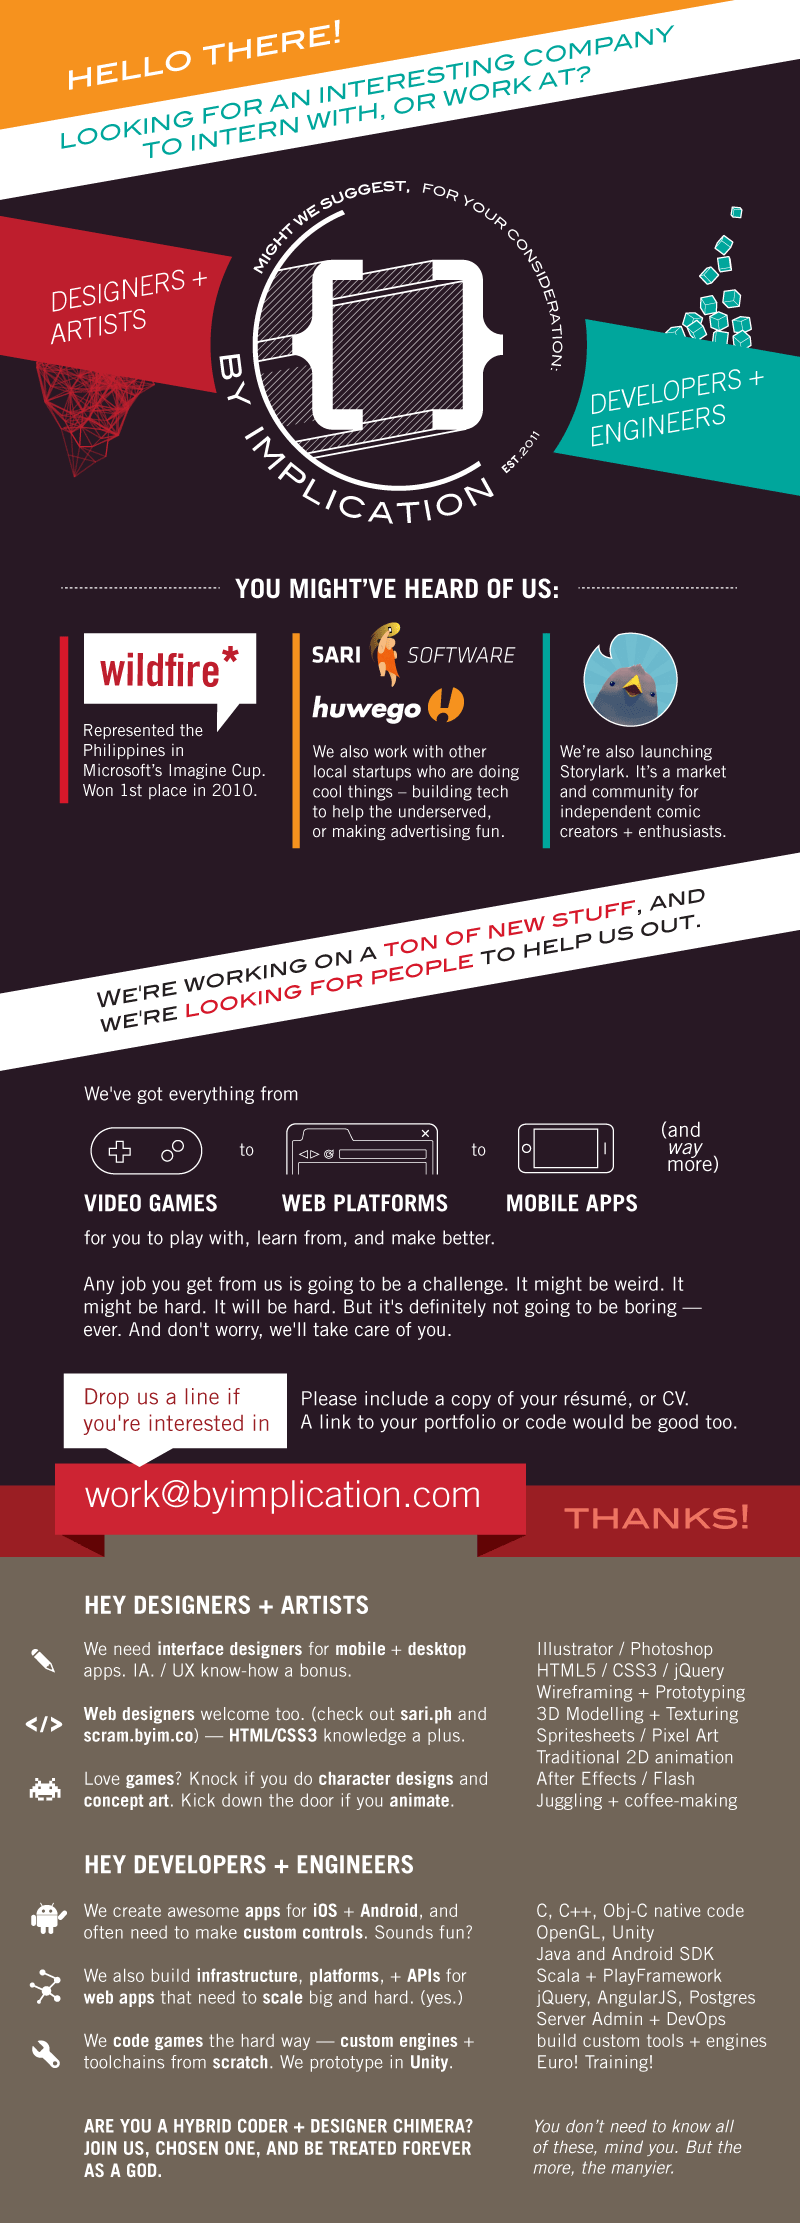 HELLO THERE!
LOOKING FOR AN INTERESTING COMPANY
TO INTERN WITH, OR WORK AT?
MIGHT WE SUGGEST, FOR YOUR CONSIDERATION:
DESIGNERS +
ARTISTS
DEVELOPERS +
ENGINEERS
BY IMPLICATION
EST. 2011
YOU MIGHT'VE HEARD OF US:
wildfire*
Represented the
Philippines in
Microsoft's Imagine Cup.
Won 1st place in 2010.
SARI SOFTWARE
huwego
We also work with other
local startups who are doing
cool things – building tech
to help the underserved,
or making advertising fun.
We're also launching
Storylark. It's a market
and community for
independent comic
creators + enthusiasts.
WE'RE WORKING ON A TON OF NEW STUFF, AND
WE'RE LOOKING FOR PEOPLE TO HELP US OUT.
We've got everything from
to
to
(and
way
more)
VIDEO GAMES
WEB PLATFORMS
MOBILE APPS
for you to play with, learn from, and make better.
Any job you get from us is going to be a challenge. It might be weird. It
might be hard. It will be hard. But it's definitely not going to be boring —
ever. And don't worry, we'll take care of you.
Drop us a line if
you're interested in
Please include a copy of your résumé, or CV.
A link to your portfolio or code would be good too.
work@byimplication.com
THANKS!
HEY DESIGNERS + ARTISTS
We need interface designers for mobile + desktop
apps. IA. / UX know-how a bonus.
</>
Web designers welcome too. (check out sari.ph and
scram.byim.co) — HTML/CSS3 knowledge a plus.
Love games? Knock if you do character designs and
concept art. Kick down the door if you animate.
Illustrator / Photoshop
HTML5 / CSS3 / jQuery
Wireframing + Prototyping
3D Modelling + Texturing
Spritesheets / Pixel Art
Traditional 2D animation
After Effects / Flash
Juggling + coffee-making
HEY DEVELOPERS + ENGINEERS
We create awesome apps for iOS + Android, and
often need to make custom controls. Sounds fun?
We also build infrastructure, platforms, + APIs for
web apps that need to scale big and hard. (yes.)
We code games the hard way — custom engines +
toolchains from scratch. We prototype in Unity.
C, C++, Obj-C native code
OpenGL, Unity
Java and Android SDK
Scala + PlayFramework
jQuery, AngularJS, Postgres
Server Admin + DevOps
build custom tools + engines
Euro! Training!
ARE YOU A HYBRID CODER + DESIGNER CHIMERA?
JOIN US, CHOSEN ONE, AND BE TREATED FOREVER
AS A GOD.
You don't need to know all
of these, mind you. But the
more, the manyier.